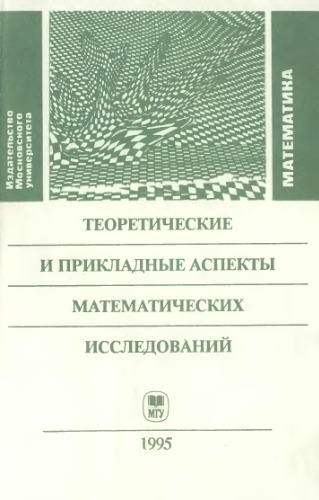 Издательство
Московского
университета
МАТЕМАТИКА
ТЕОРЕТИЧЕСКИЕ
И ПРИКЛАДНЫЕ АСПЕКТЫ
МАТЕМАТИЧЕСКИХ
ИССЛЕДОВАНИЙ
МГУ
1995